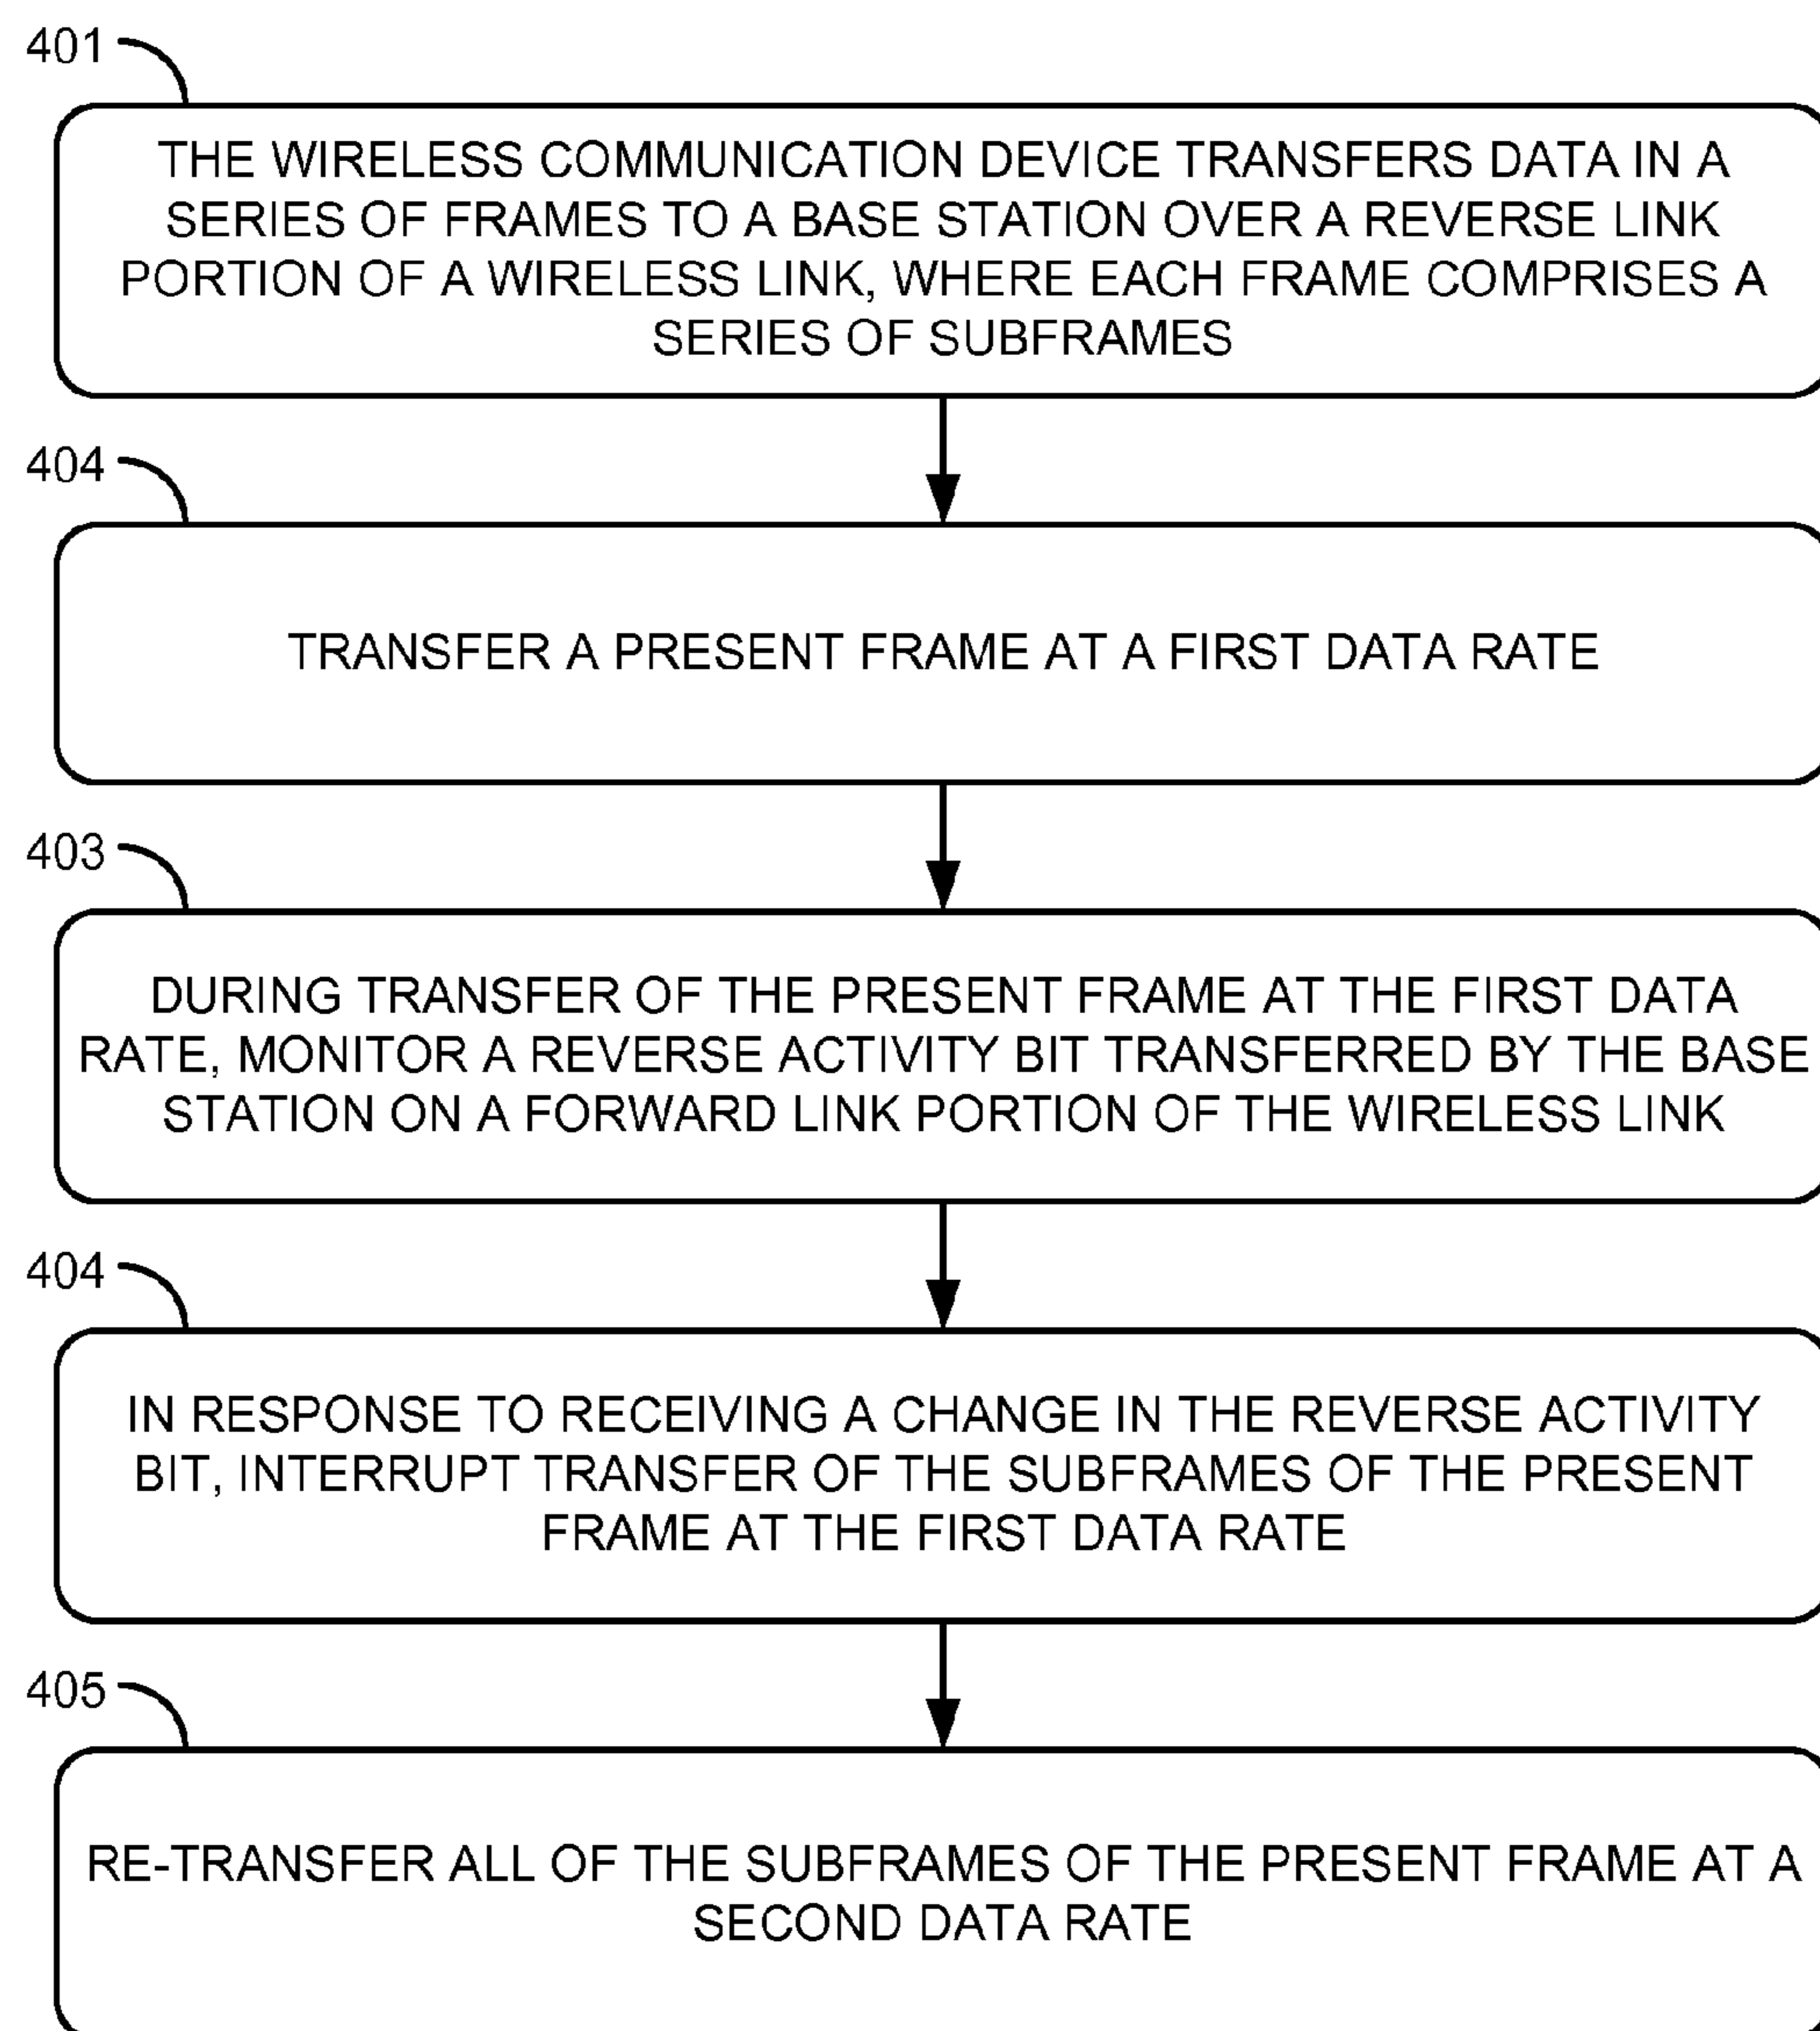 401
THE WIRELESS COMMUNICATION DEVICE TRANSFERS DATA IN A
SERIES OF FRAMES TO A BASE STATION OVER A REVERSE LINK
PORTION OF A WIRELESS LINK, WHERE EACH FRAME COMPRISES A
SERIES OF SUBFRAMES
404
TRANSFER A PRESENT FRAME AT A FIRST DATA RATE
403
DURING TRANSFER OF THE PRESENT FRAME AT THE FIRST DATA
RATE, MONITOR A REVERSE ACTIVITY BIT TRANSFERRED BY THE BASE
STATION ON A FORWARD LINK PORTION OF THE WIRELESS LINK
404
IN RESPONSE TO RECEIVING A CHANGE IN THE REVERSE ACTIVITY
BIT, INTERRUPT TRANSFER OF THE SUBFRAMES OF THE PRESENT
FRAME AT THE FIRST DATA RATE
405
RE-TRANSFER ALL OF THE SUBFRAMES OF THE PRESENT FRAME AT A
SECOND DATA RATE